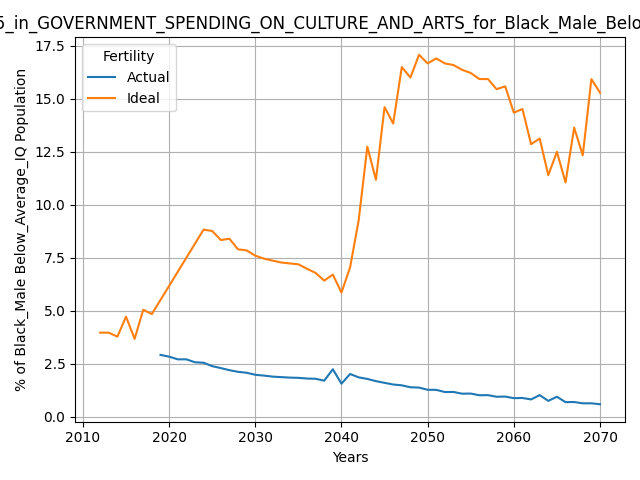 5_in_GOVERNMENT_SPENDING_ON_CULTURE_AND_ARTS_for_Black_Male_Belo
17.5
15.0
12.5
10.0
7.5
5.0
2.5
0.0
% of Black_Male Below_Average_IQ Population
Fertility
Actual
Ideal
2010 2020 2030 2040 2050 2060 2070
Years